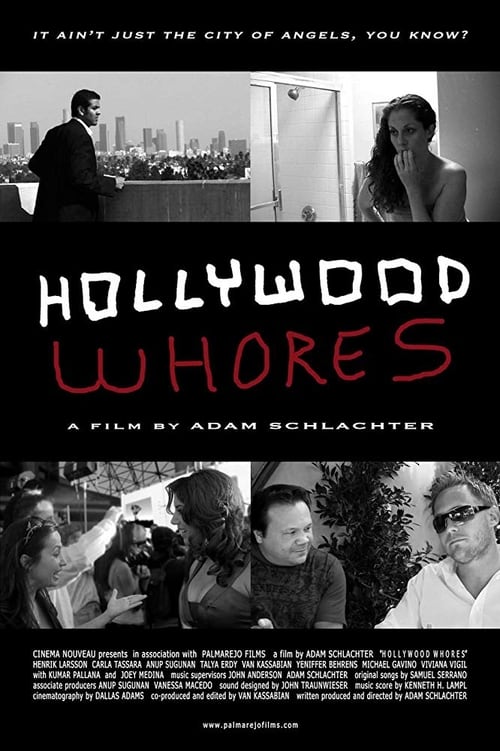 IT AIN'T JUST THE CITY OF ANGELS, YOU KNOW?
HOLLYWOOD
WHORES
A FILM BY ADAM SCHLACHTER
CINEMA NOUVEAU presents in association with PALMAREJO FILMS a film by ADAM SCHLACHTER "HOLLYWOOD WHORES"
HENRIK LARSSON CARLA TASSARA ANUP SUGUNAN TALYA ERDY VAN KASSABIAN YENIFFER BEHRENS MICHAEL GAVINO VIVIANA VIGIL
with KUMAR PALLANA and JOEY MEDINA music supervisors JOHN ANDERSON ADAM SCHLACHTER original songs by SAMUEL SERRANO
associate producers ANUP SUGUNAN VANESSA MACEDO sound designed by JOHN TRAUNWIESER music score by KENNETH H. LAMPL
cinematography by DALLAS ADAMS co-produced and edited by VAN KASSABIAN written produced and directed by ADAM SCHLACHTER
www.palmarejofilms.com